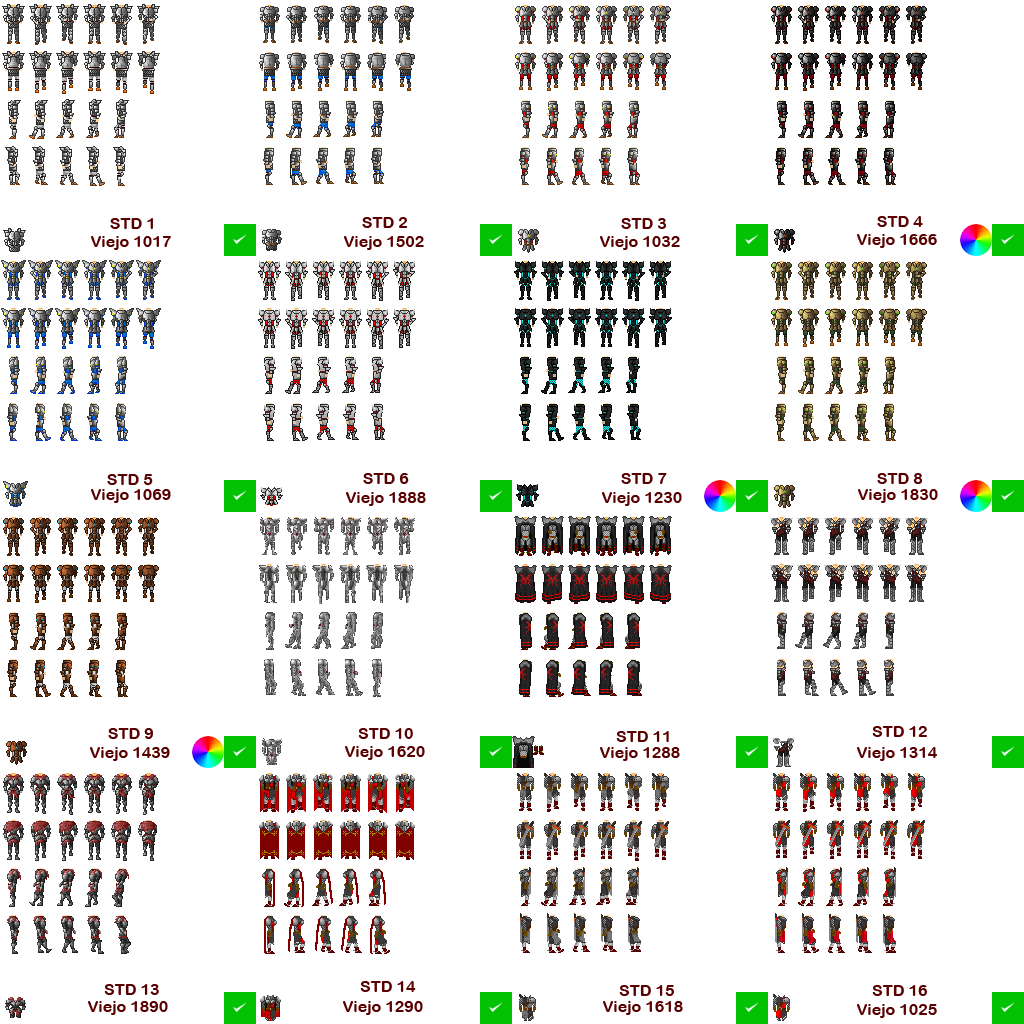 STD 1
Viejo 1017
STD 2
Viejo 1502
STD 3
Viejo 1032
STD 4
Viejo 1666
STD 5
Viejo 1069
STD 6
Viejo 1888
STD 7
Viejo 1230
STD 8
Viejo 1830
STD 9
Viejo 1439
STD 10
Viejo 1620
STD 11
Viejo 1288
STD 12
Viejo 1314
STD 13
Viejo 1890
STD 14
Viejo 1290
STD 15
Viejo 1618
STD 16
Viejo 1025